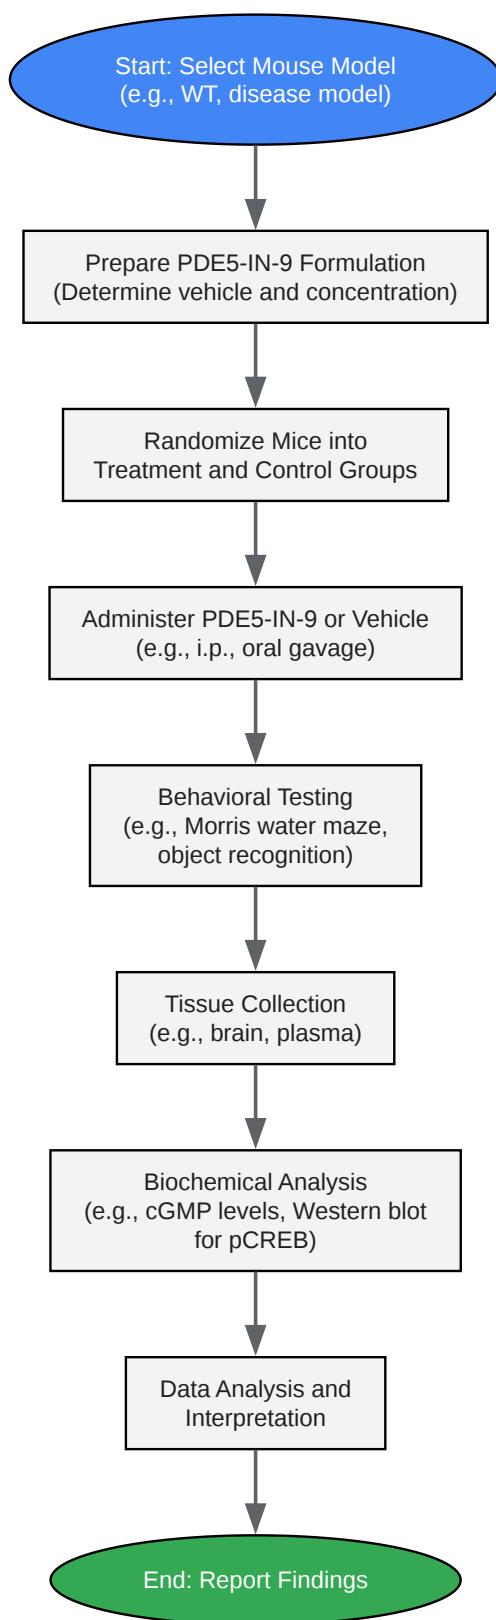 Start: Select Mouse Model
(e.g., WT, disease model)
Prepare PDE5-IN-9 Formulation
(Determine vehicle and concentration)
Randomize Mice into
Treatment and Control Groups
Administer PDE5-IN-9 or Vehicle
(e.g., i.p., oral gavage)
Behavioral Testing
(e.g., Morris water maze,
object recognition)
Tissue Collection
(e.g., brain, plasma)
Biochemical Analysis
(e.g., cGMP levels, Western blot
for pCREB)
Data Analysis and
Interpretation
End: Report Findings